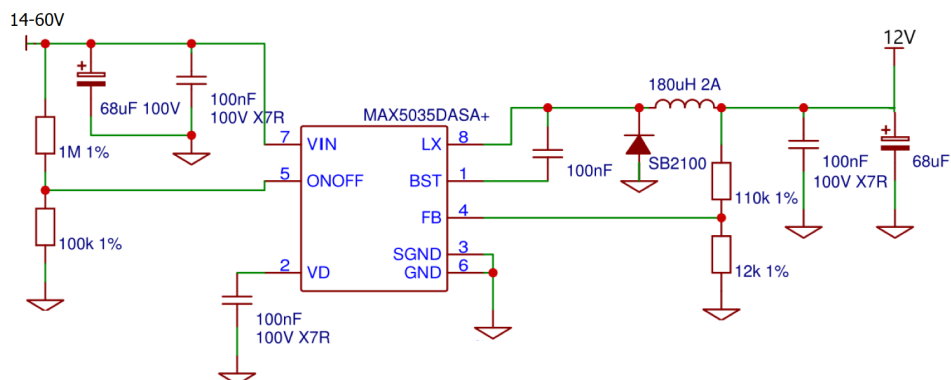 14-60V
12V
180uH 2A
68uF 100V
100nF
100V X7R
MAX5035DASA+
7
VIN
LX
8
1M 1%
5
ONOFF
BST
1
100nF
SB2100
100nF
100V X7R
68uF
110k 1%
FB
4
100k 1%
SGND
3
12k 1%
2
VD
GND
6
100nF
100V X7R